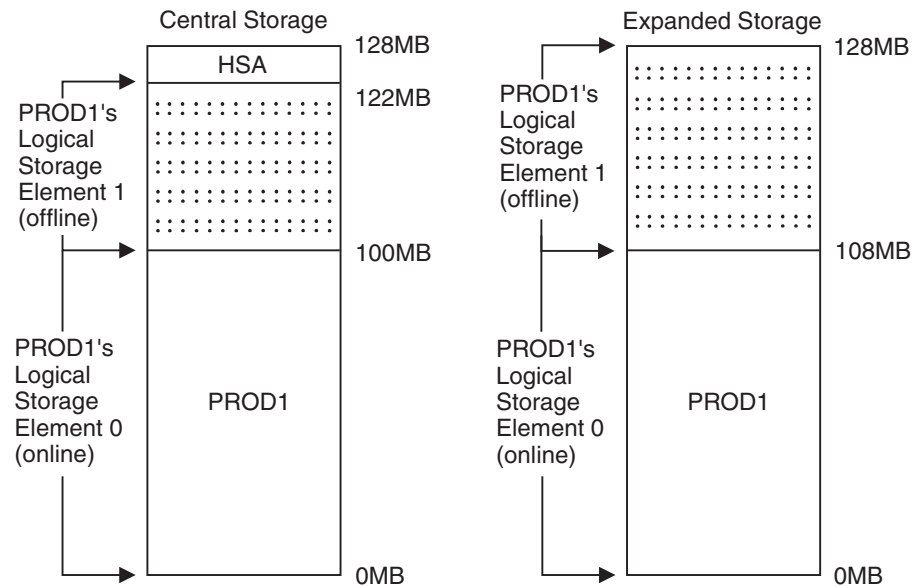 Central Storage
128MB
HSA
122MB
PROD1's
Logical
Storage
Element 1
(offline)
100MB
PROD1's
Logical
Storage
Element 0
(online)
PROD1
0MB
Expanded Storage
128MB
PROD1's
Logical
Storage
Element 1
(offline)
108MB
PROD1's
Logical
Storage
Element 0
(online)
PROD1
0MB